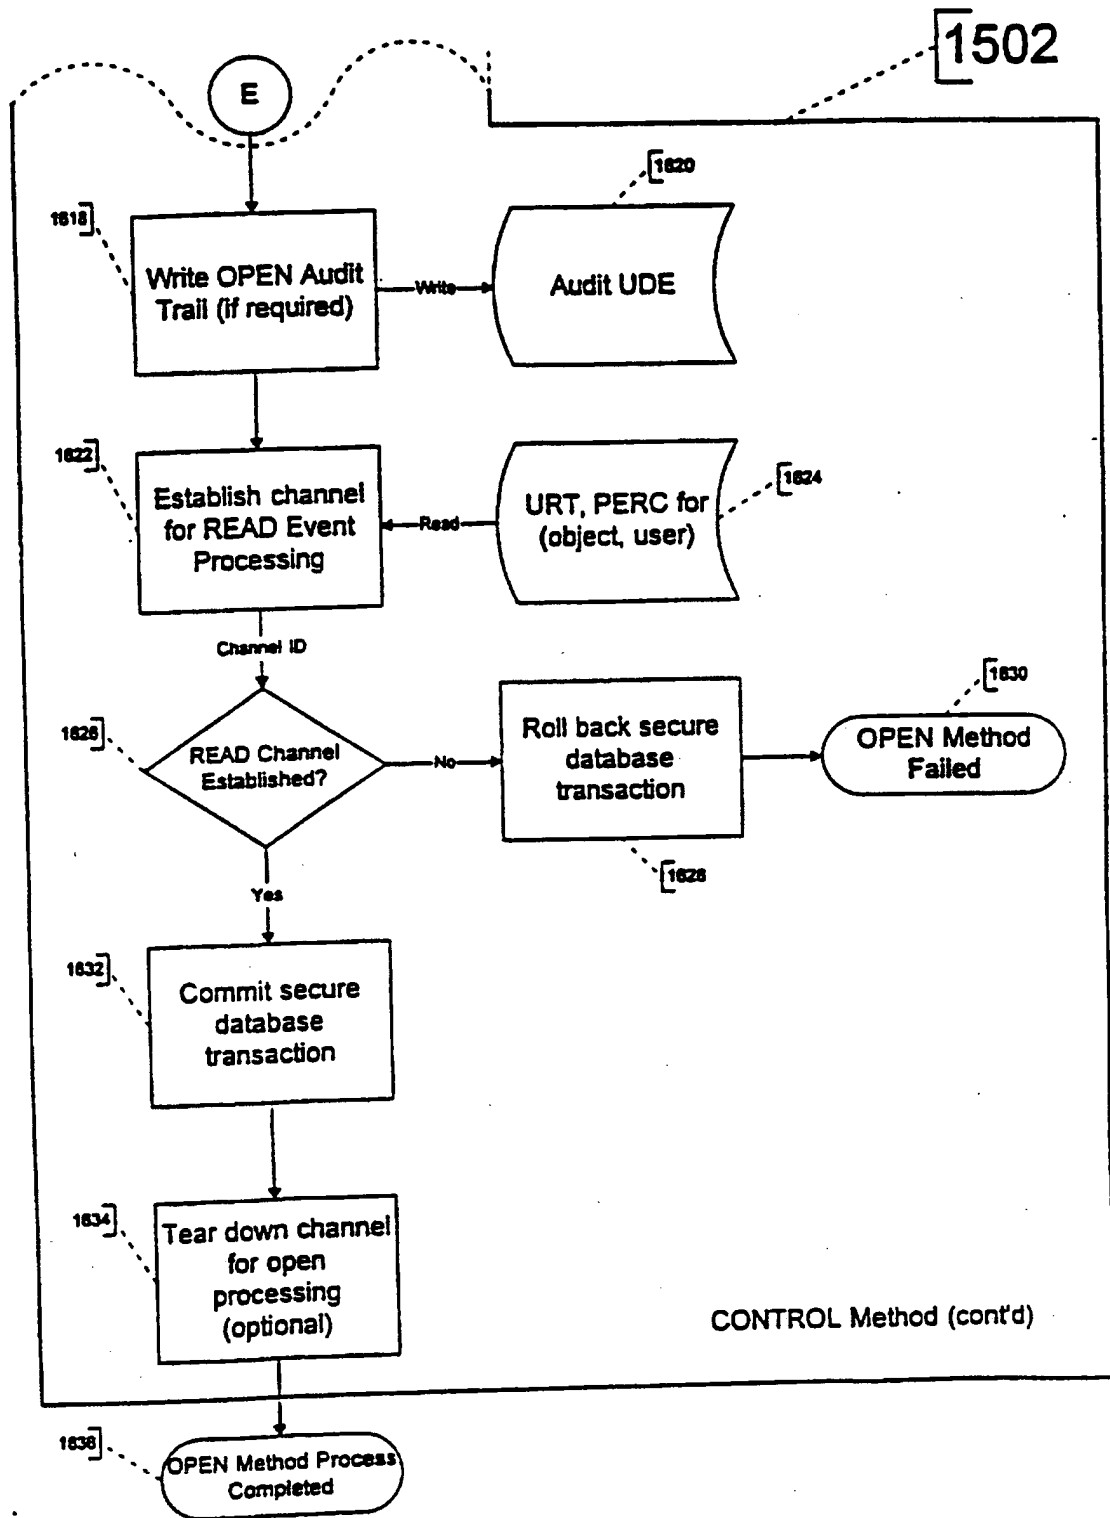 1502
E
1618
Write OPEN Audit
Trail (if required)
Write
1620
Audit UDE
1622
Establish channel
for READ Event
Processing
Read
URT, PERC for
(object, user)
1624
Channel ID
1626
READ Channel
Established?
No
Roll back secure
database
transaction
1628
1630
OPEN Method
Failed
Yes
1632
Commit secure
database
transaction
1634
Tear down channel
for open
processing
(optional)
CONTROL Method (cont'd)
1636
OPEN Method Process
Completed